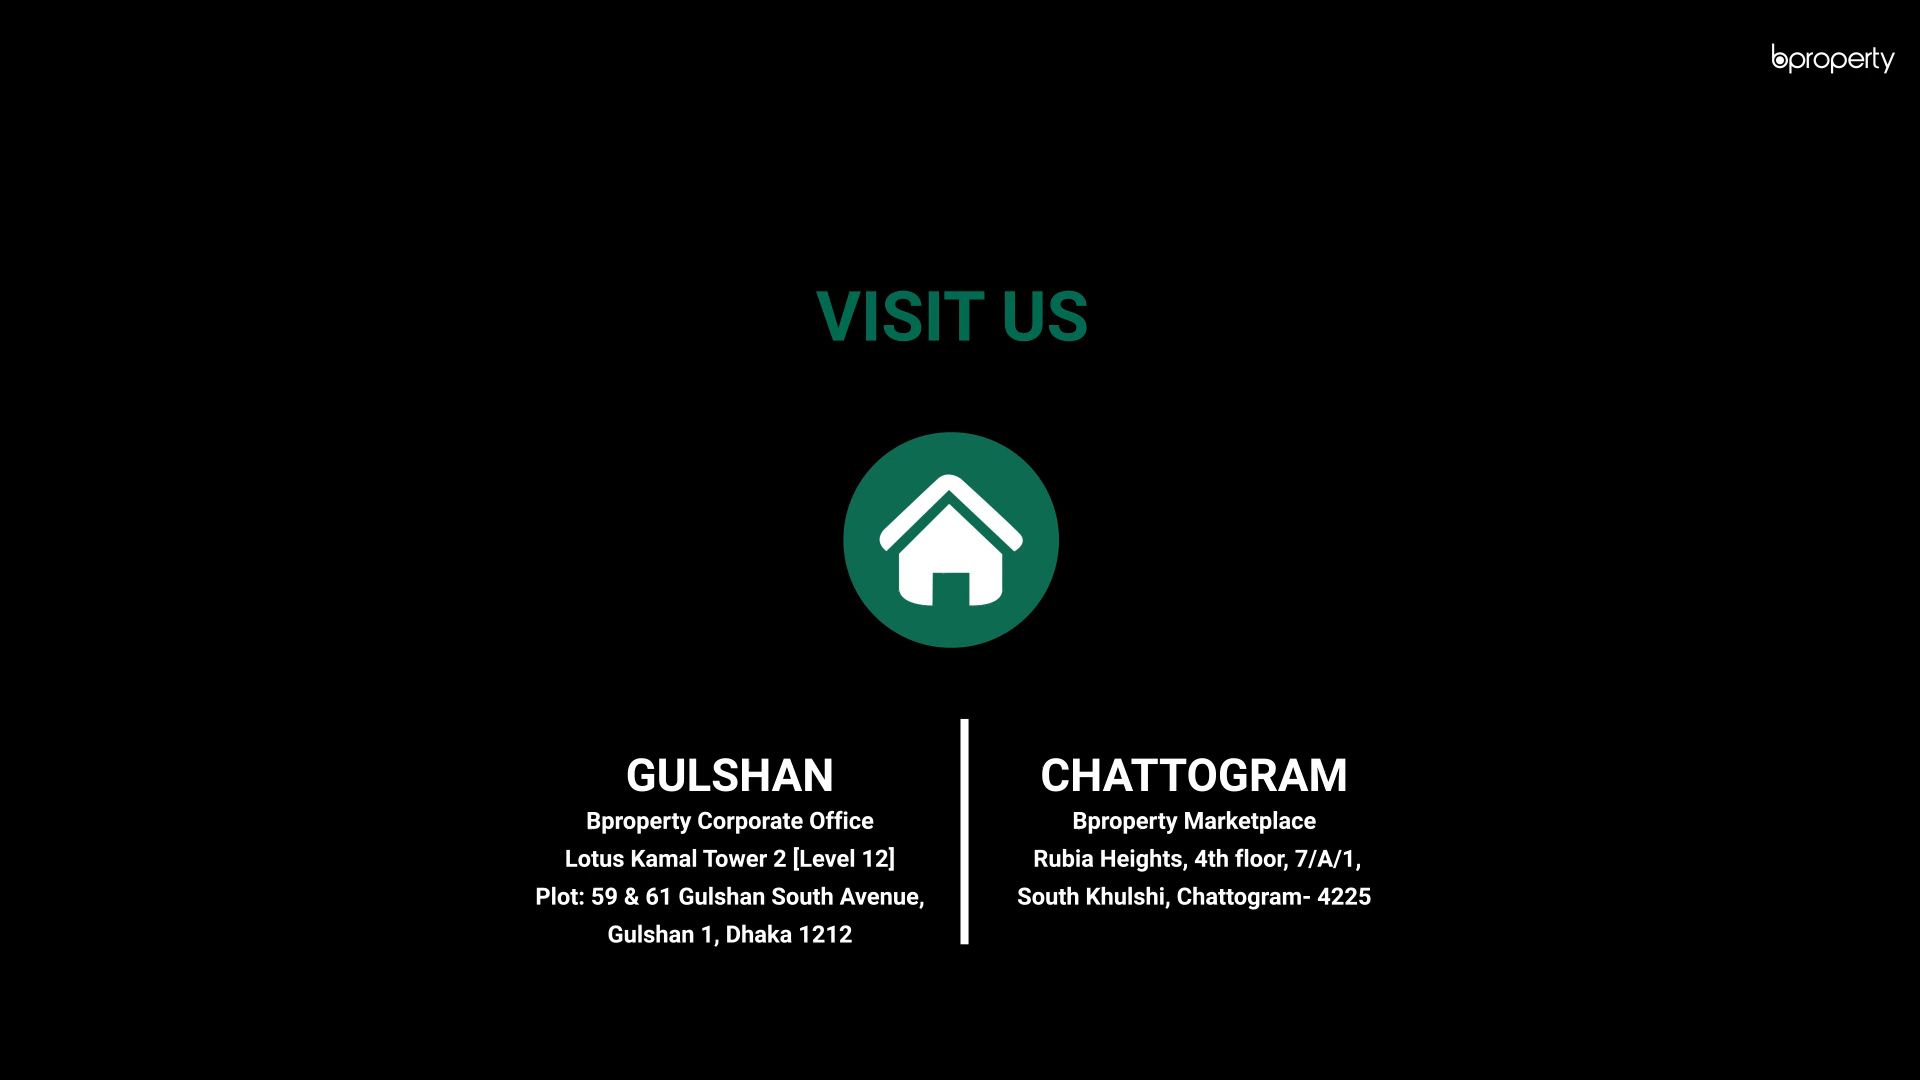 bproperty
VISIT US
GULSHAN
Bproperty Corporate Office
Lotus Kamal Tower 2 [Level 12]
Plot: 59 & 61 Gulshan South Avenue,
Gulshan 1, Dhaka 1212
CHATTOGRAM
Bproperty Marketplace
Rubia Heights, 4th floor, 7/A/1,
South Khulshi, Chattogram- 4225